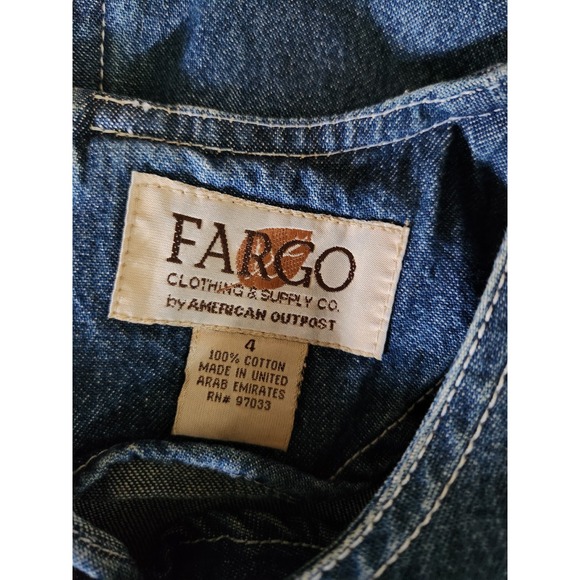 FARGO
CLOTHING & SUPPLY CO.
by AMERICAN OUTPOST
4
100% COTTON
MADE IN UNITED
ARAB EMIRATES
RN# 97033